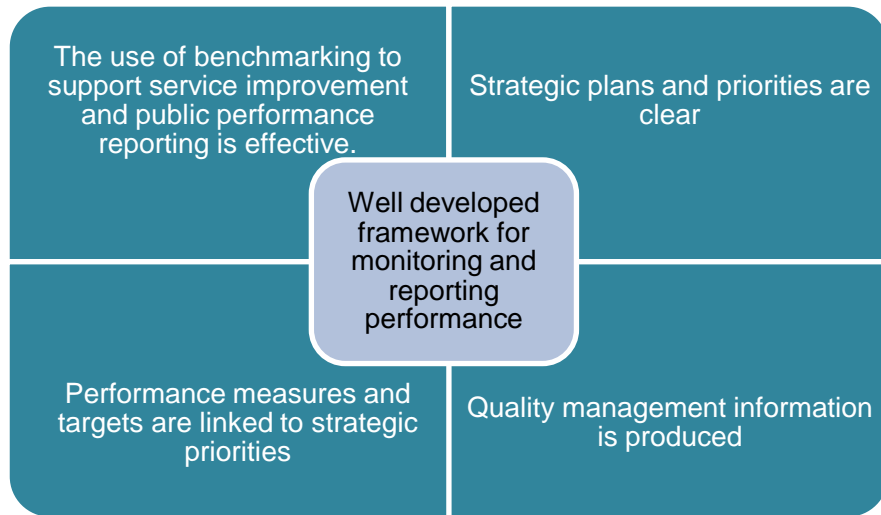 The use of benchmarking to
support service improvement
and public performance
reporting is effective.
Strategic plans and priorities are
clear
Well developed
framework for
monitoring and
reporting
performance
Performance measures and
targets are linked to strategic
priorities
Quality management information
is produced